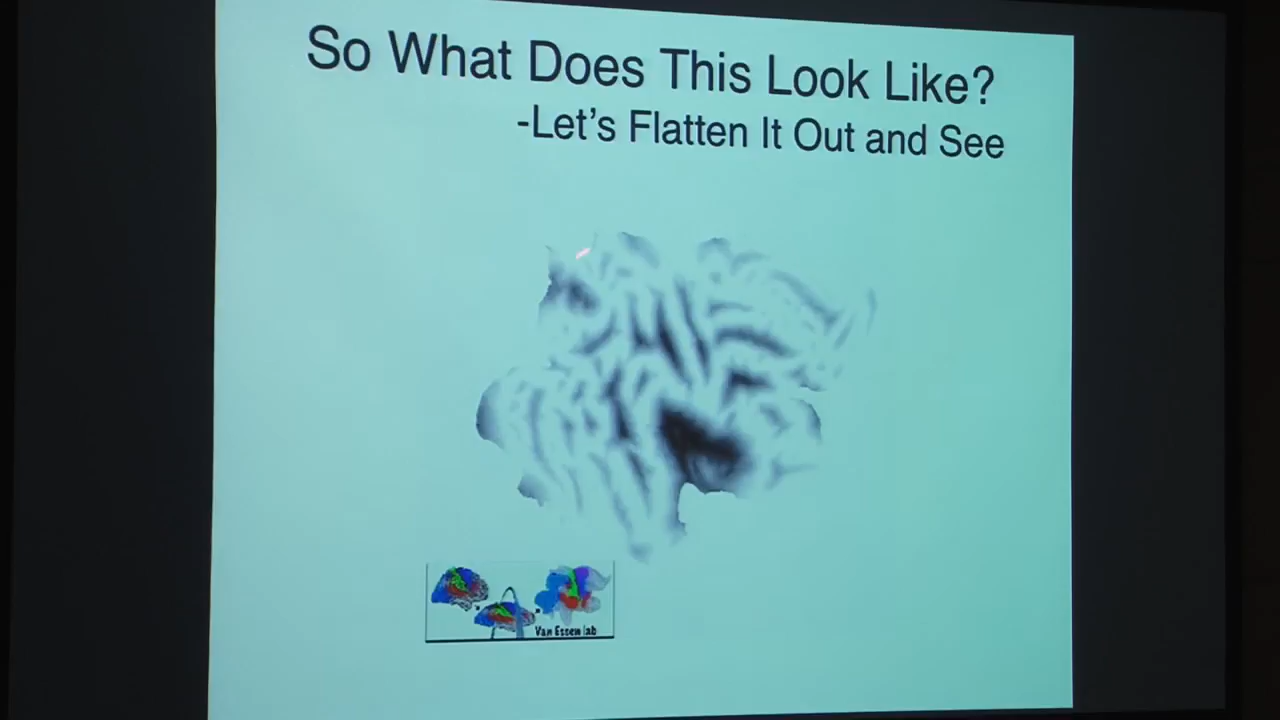 So What Does This Look Like?
-Let's Flatten It Out and See
Van Essen lab